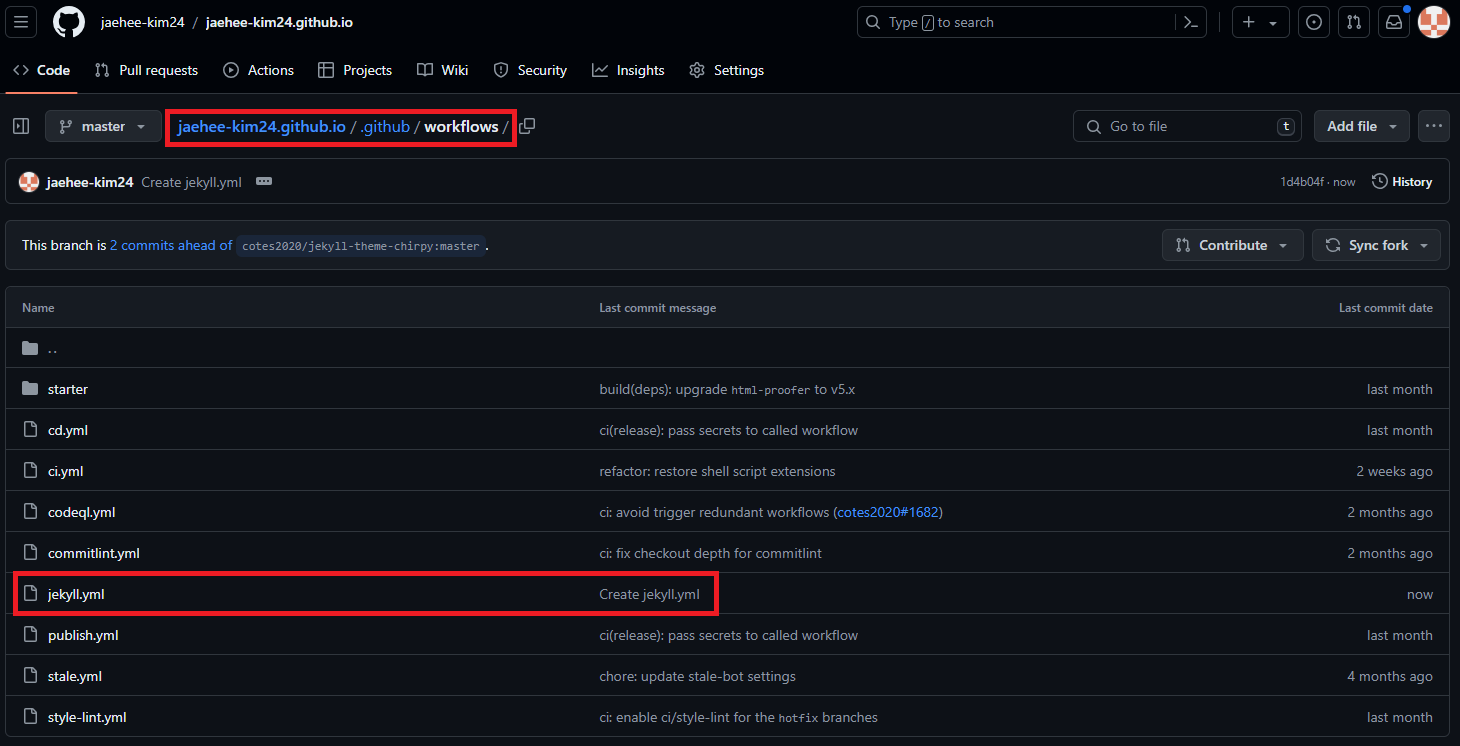 jaehee-kim24 / jaehee-kim24.github.io Type / to search
Code Pull requests Actions Projects Wiki Security Insights Settings
master jaehee-kim24.github.io / .github / workflows / Go to file t Add file
jaehee-kim24 Create jekyll.yml 1d4b04f · now History
This branch is 2 commits ahead of cotes2020/jekyll-theme-chirpy:master . Contribute Sync fork
Name Last commit message Last commit date
..
starter build(deps): upgrade html-proofer to v5.x last month
cd.yml ci(release): pass secrets to called workflow last month
ci.yml refactor: restore shell script extensions 2 weeks ago
codeql.yml ci: avoid trigger redundant workflows (cotes2020#1682) 2 months ago
commitlint.yml ci: fix checkout depth for commitlint 2 months ago
jekyll.yml Create jekyll.yml now
publish.yml ci(release): pass secrets to called workflow last month
stale.yml chore: update stale-bot settings 4 months ago
style-lint.yml ci: enable ci/style-lint for the hotfix branches last month